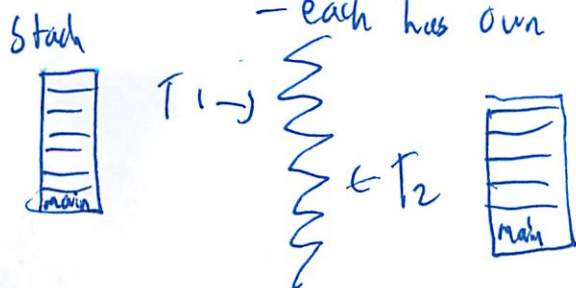 - each has own
Stack
T1 →
← T2
main
main